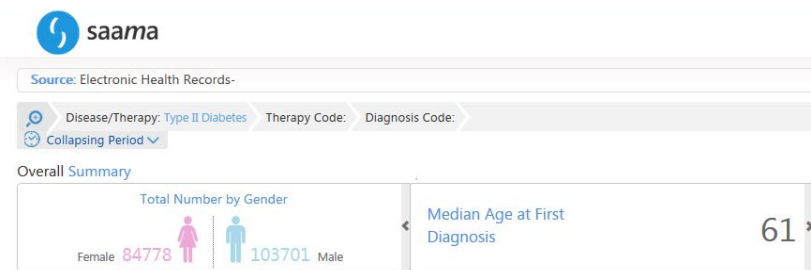 saama
Source: Electronic Health Records-
Disease/Therapy: Type II Diabetes Therapy Code: Diagnosis Code:
Collapsing Period
Overall Summary
Total Number by Gender
Female 84778 103701 Male
Median Age at First
Diagnosis
61